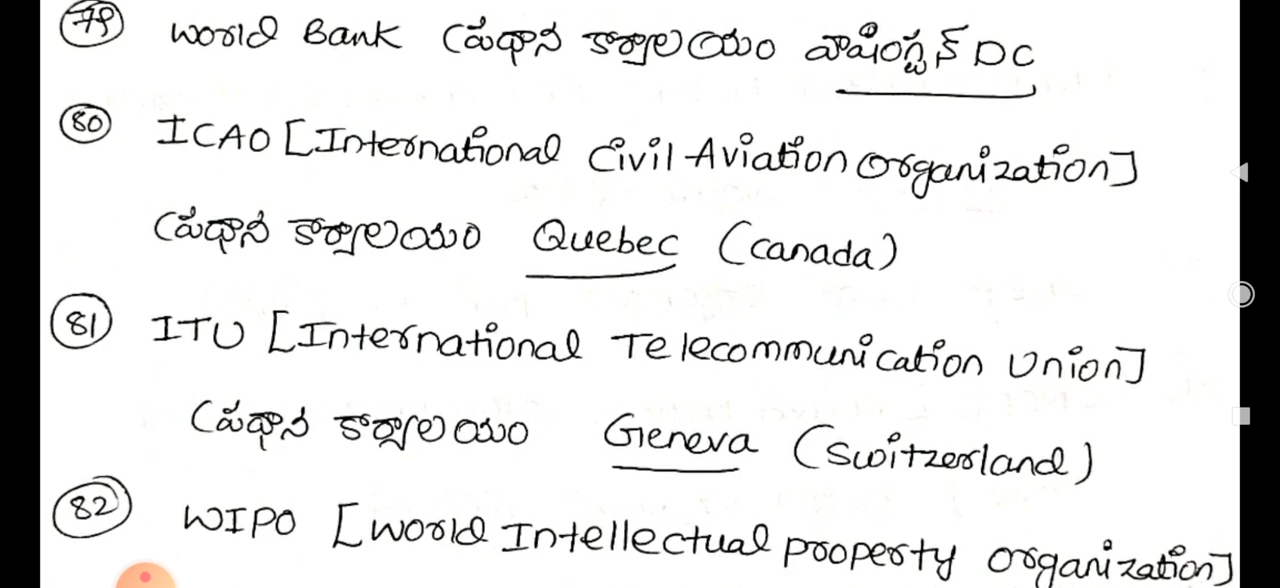 79 World Bank ప్రధాన కార్యాలయం వాషింగ్టన్ DC
80 ICAO [International Civil Aviation Organization]
ప్రధాన కార్యాలయం Quebec (Canada)
81 ITU [International Telecommunication Union]
ప్రధాన కార్యాలయం Geneva (Switzerland)
82 WIPO [World Intellectual property organization]